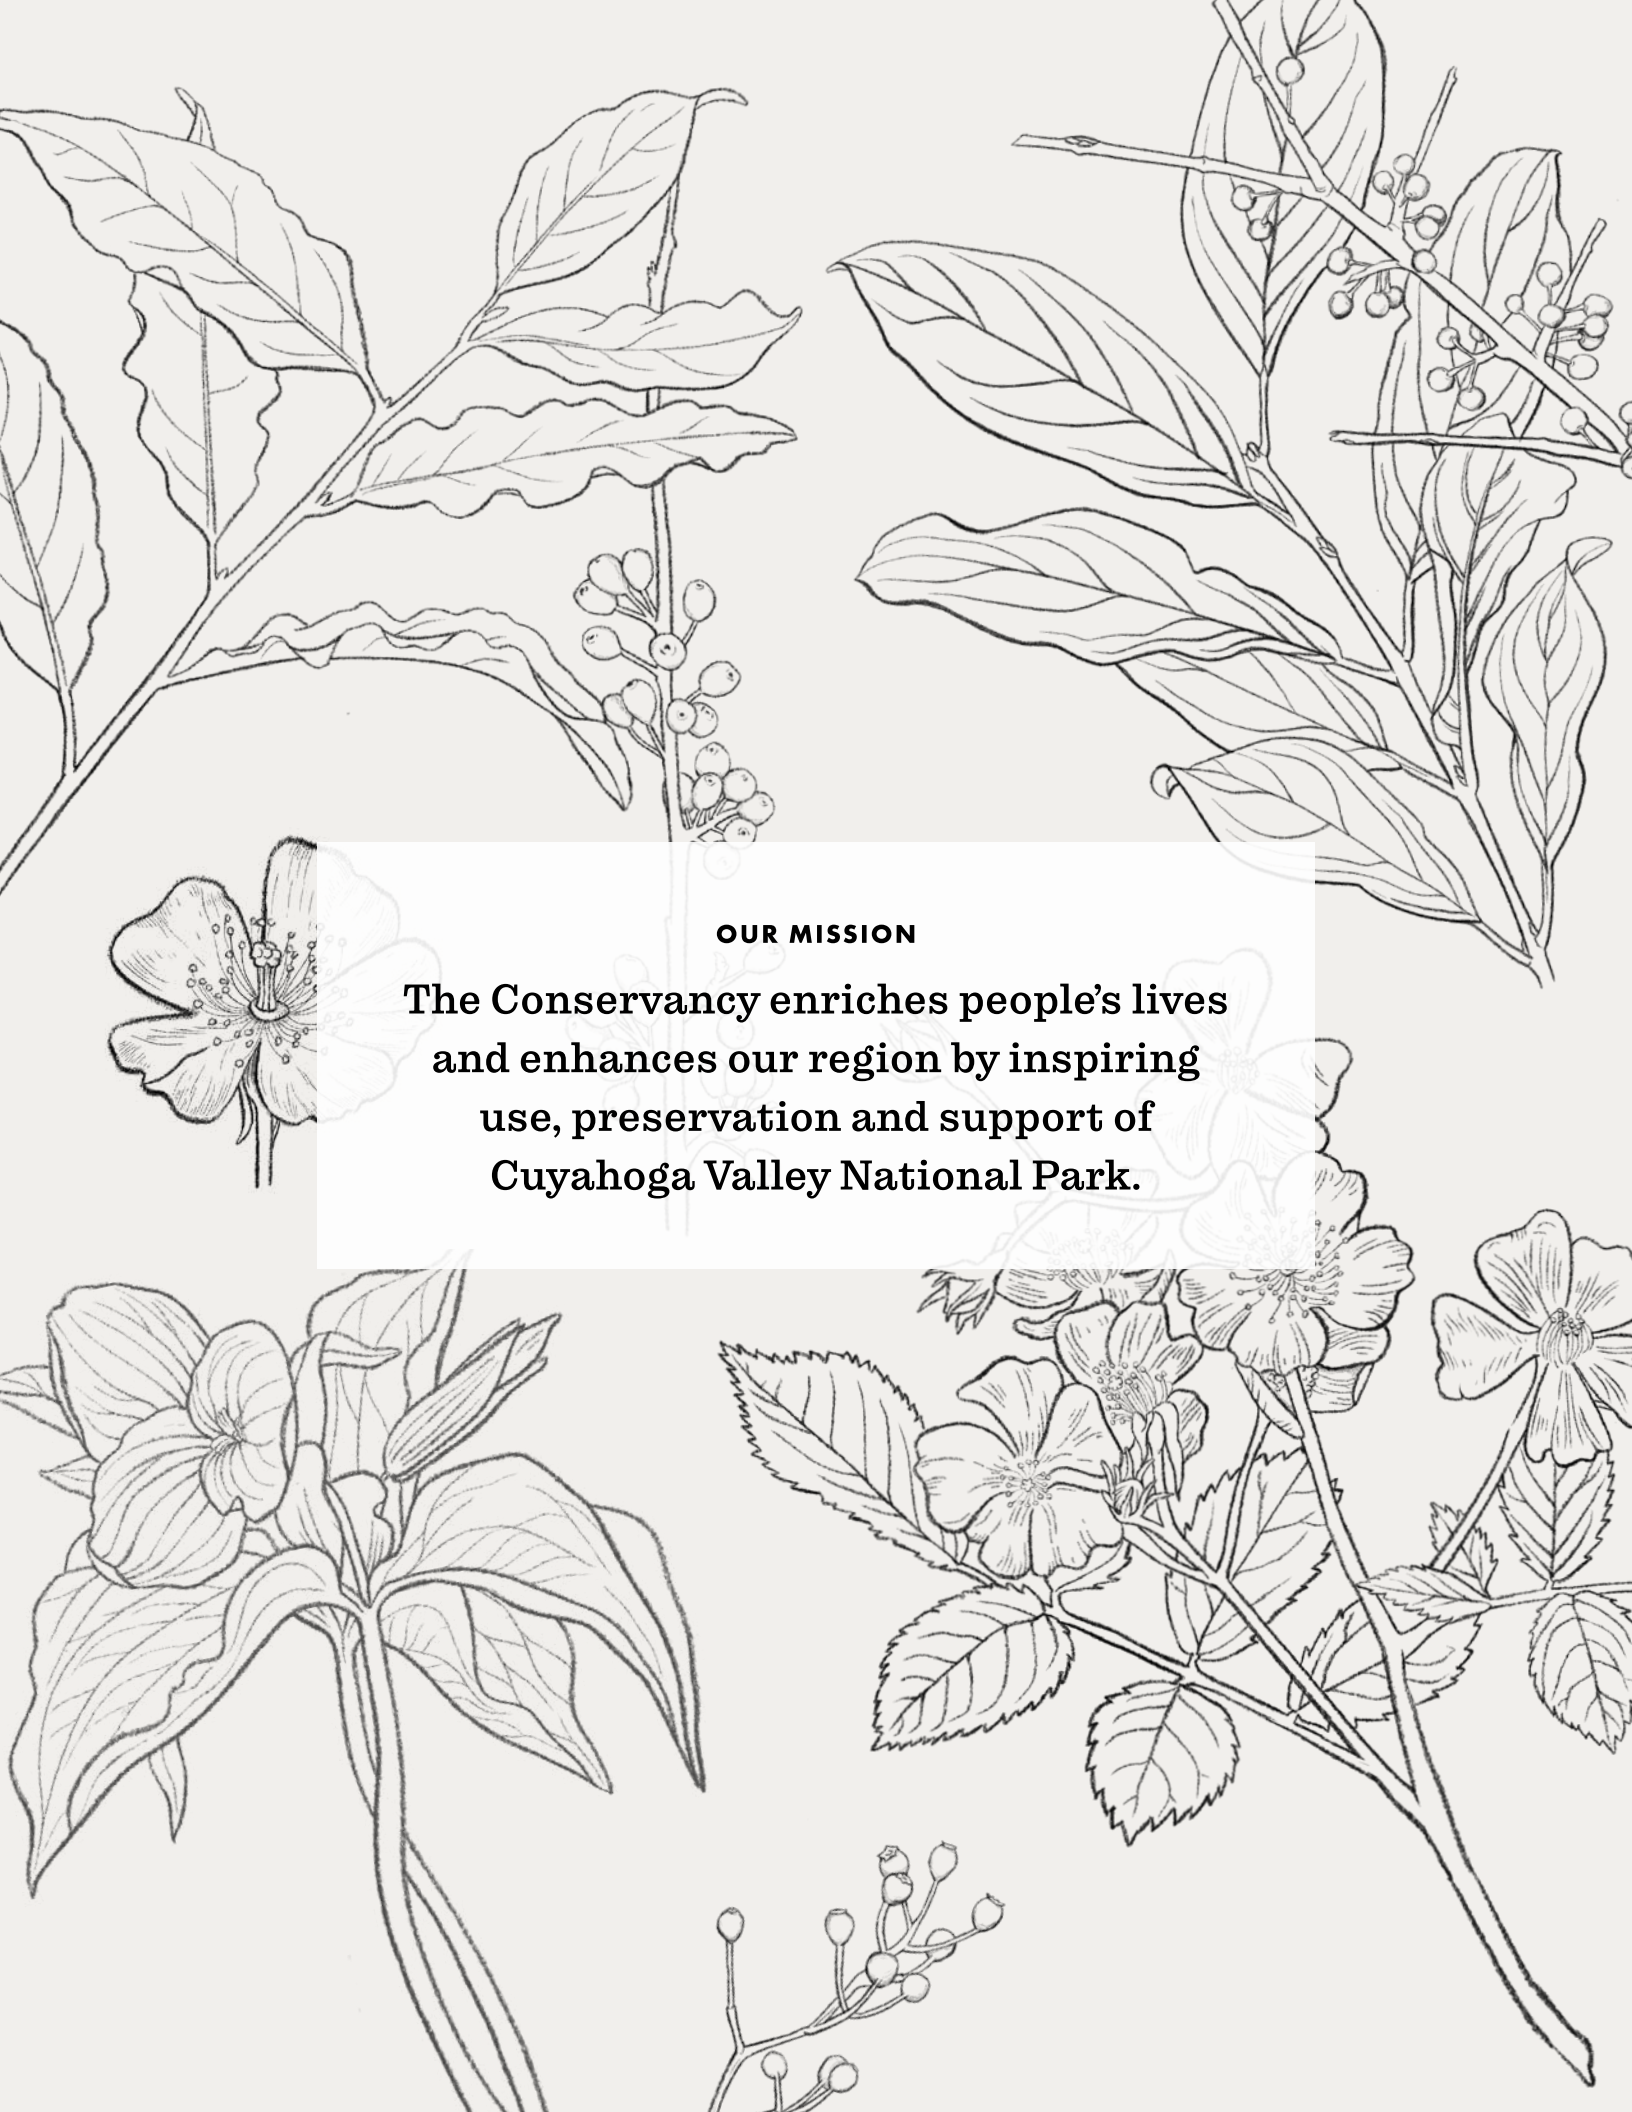 OUR MISSION
The Conservancy enriches people’s lives
and enhances our region by inspiring
use, preservation and support of
Cuyahoga Valley National Park.